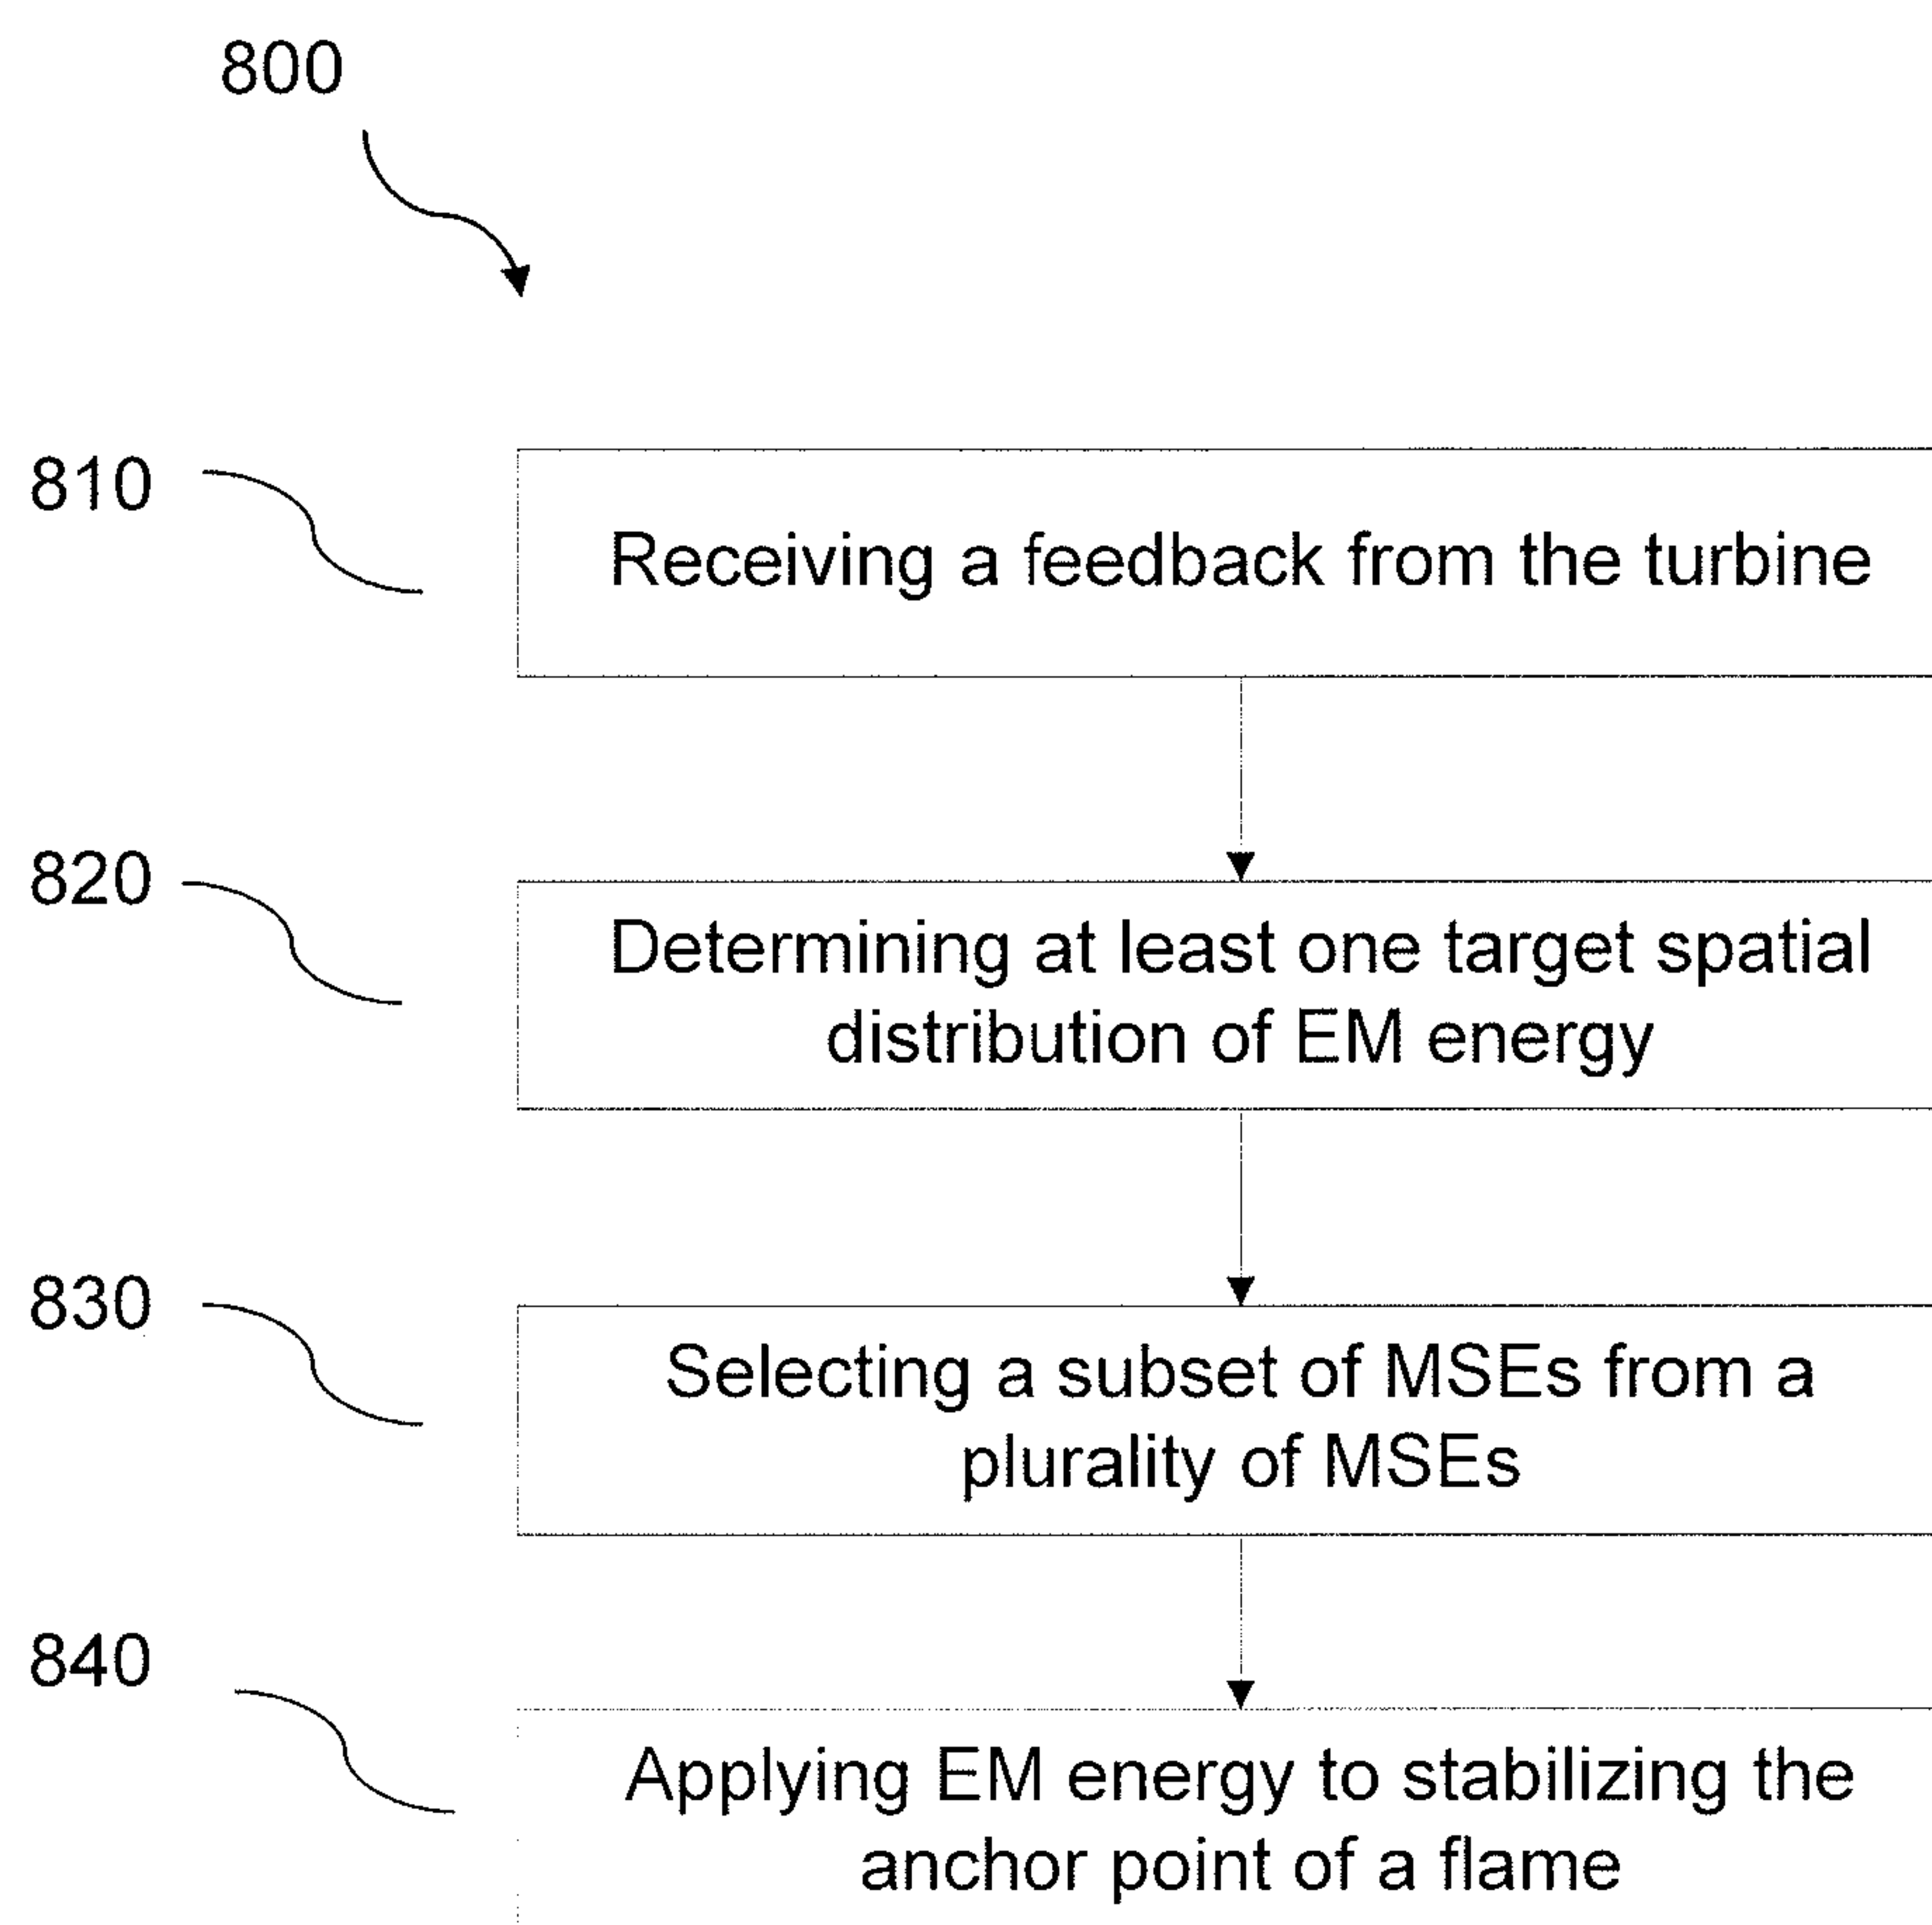 800
810
Receiving a feedback from the turbine
820
Determining at least one target spatial
distribution of EM energy
830
Selecting a subset of MSEs from a
plurality of MSEs
840
Applying EM energy to stabilizing the
anchor point of a flame